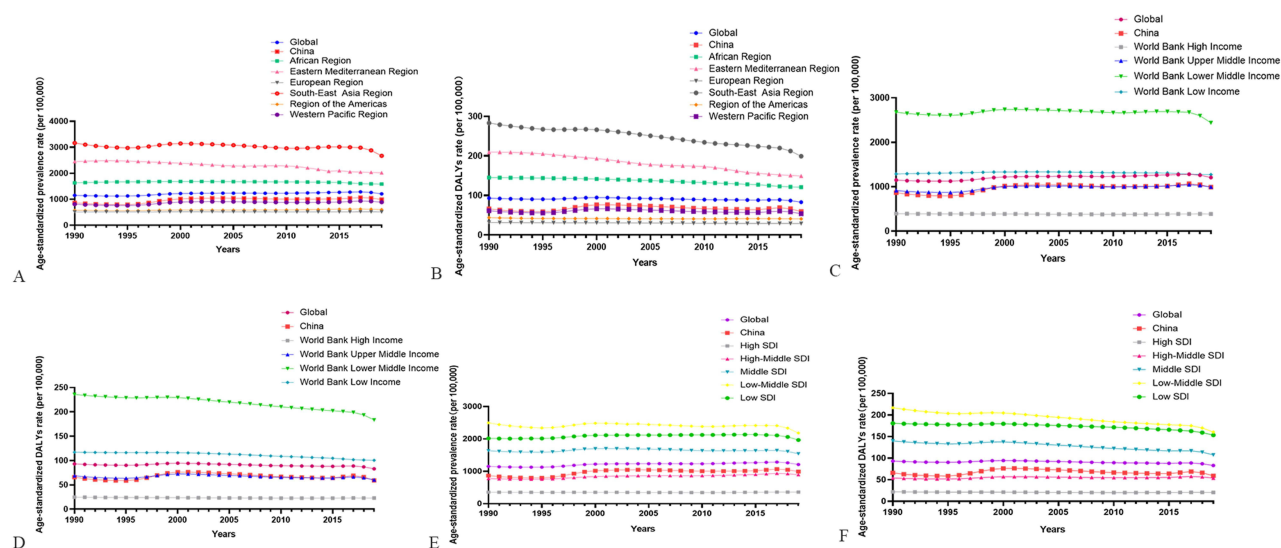 Global
China
African Region
Eastern Mediterranean Region
European Region
South-East Asia Region
Region of the Americas
Western Pacific Region
Age-standardized prevalence rate (per 100,000)
4000
3000
2000
1000
0
1990
1995
2000
2005
2010
2015
Years
A
Global
China
African Region
Eastern Mediterranean Region
European Region
South-East Asia Region
Region of the Americas
Western Pacific Region
Age-standardized DALYs rate (per 100,000)
300
200
100
0
1990
1995
2000
2005
2010
2015
Years
B
Global
China
World Bank High Income
World Bank Upper Middle Income
World Bank Lower Middle Income
World Bank Low Income
Age-standardized prevalence rate (per 100,000)
3000
2000
1000
0
1990
1995
2000
2005
2010
2015
Years
C
Global
China
World Bank High Income
World Bank Upper Middle Income
World Bank Lower Middle Income
World Bank Low Income
Age-standardized DALYs rate (per 100,000)
250
200
150
100
50
0
1990
1995
2000
2005
2010
2015
Years
D
Global
China
High SDI
High-Middle SDI
Middle SDI
Low-Middle SDI
Low SDI
Age-standardized prevalence rate (per 100,000)
3000
2000
1000
0
1990
1995
2000
2005
2010
2015
Years
E
Global
China
High SDI
High-Middle SDI
Middle SDI
Low-Middle SDI
Low SDI
Age-standardized DALYs rate (per 100,000)
250
200
150
100
50
0
1990
1995
2000
2005
2010
2015
Years
F